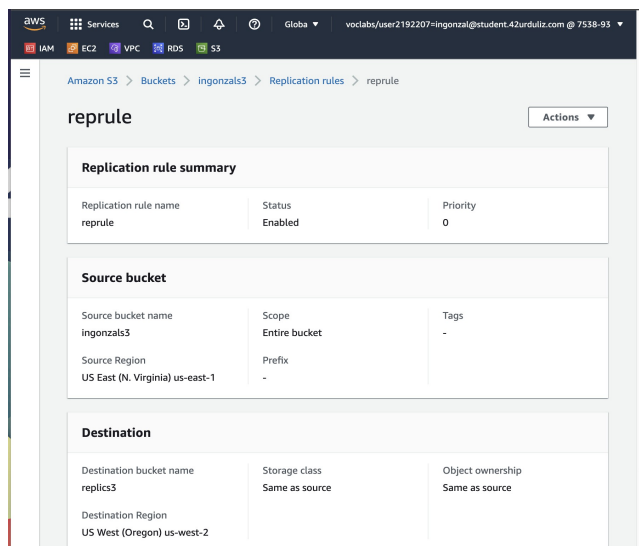 aws Services Globa voclabs/user2192207=ingonzal@student.42urduliz.com @ 7538-93
IAM EC2 VPC RDS S3
Amazon S3 > Buckets > ingonzals3 > Replication rules > reprule
reprule Actions
Replication rule summary
Replication rule name Status Priority
reprule Enabled 0
Source bucket
Source bucket name Scope Tags
ingonzals3 Entire bucket -
Source Region Prefix
US East (N. Virginia) us-east-1 -
Destination
Destination bucket name Storage class Object ownership
replics3 Same as source Same as source
Destination Region
US West (Oregon) us-west-2